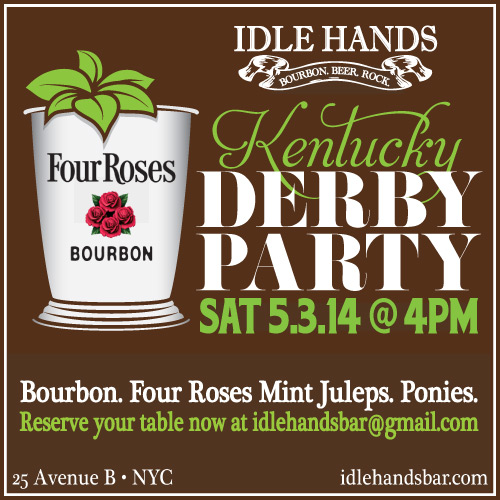 IDLE HANDS
BOURBON. BEER. ROCK.
Kentucky
DERBY
PARTY
SAT 5.3.14 @ 4PM
Four Roses
BOURBON
Bourbon. Four Roses Mint Juleps. Ponies.
Reserve your table now at idlehandsbar@gmail.com
25 Avenue B • NYC
idlehandsbar.com